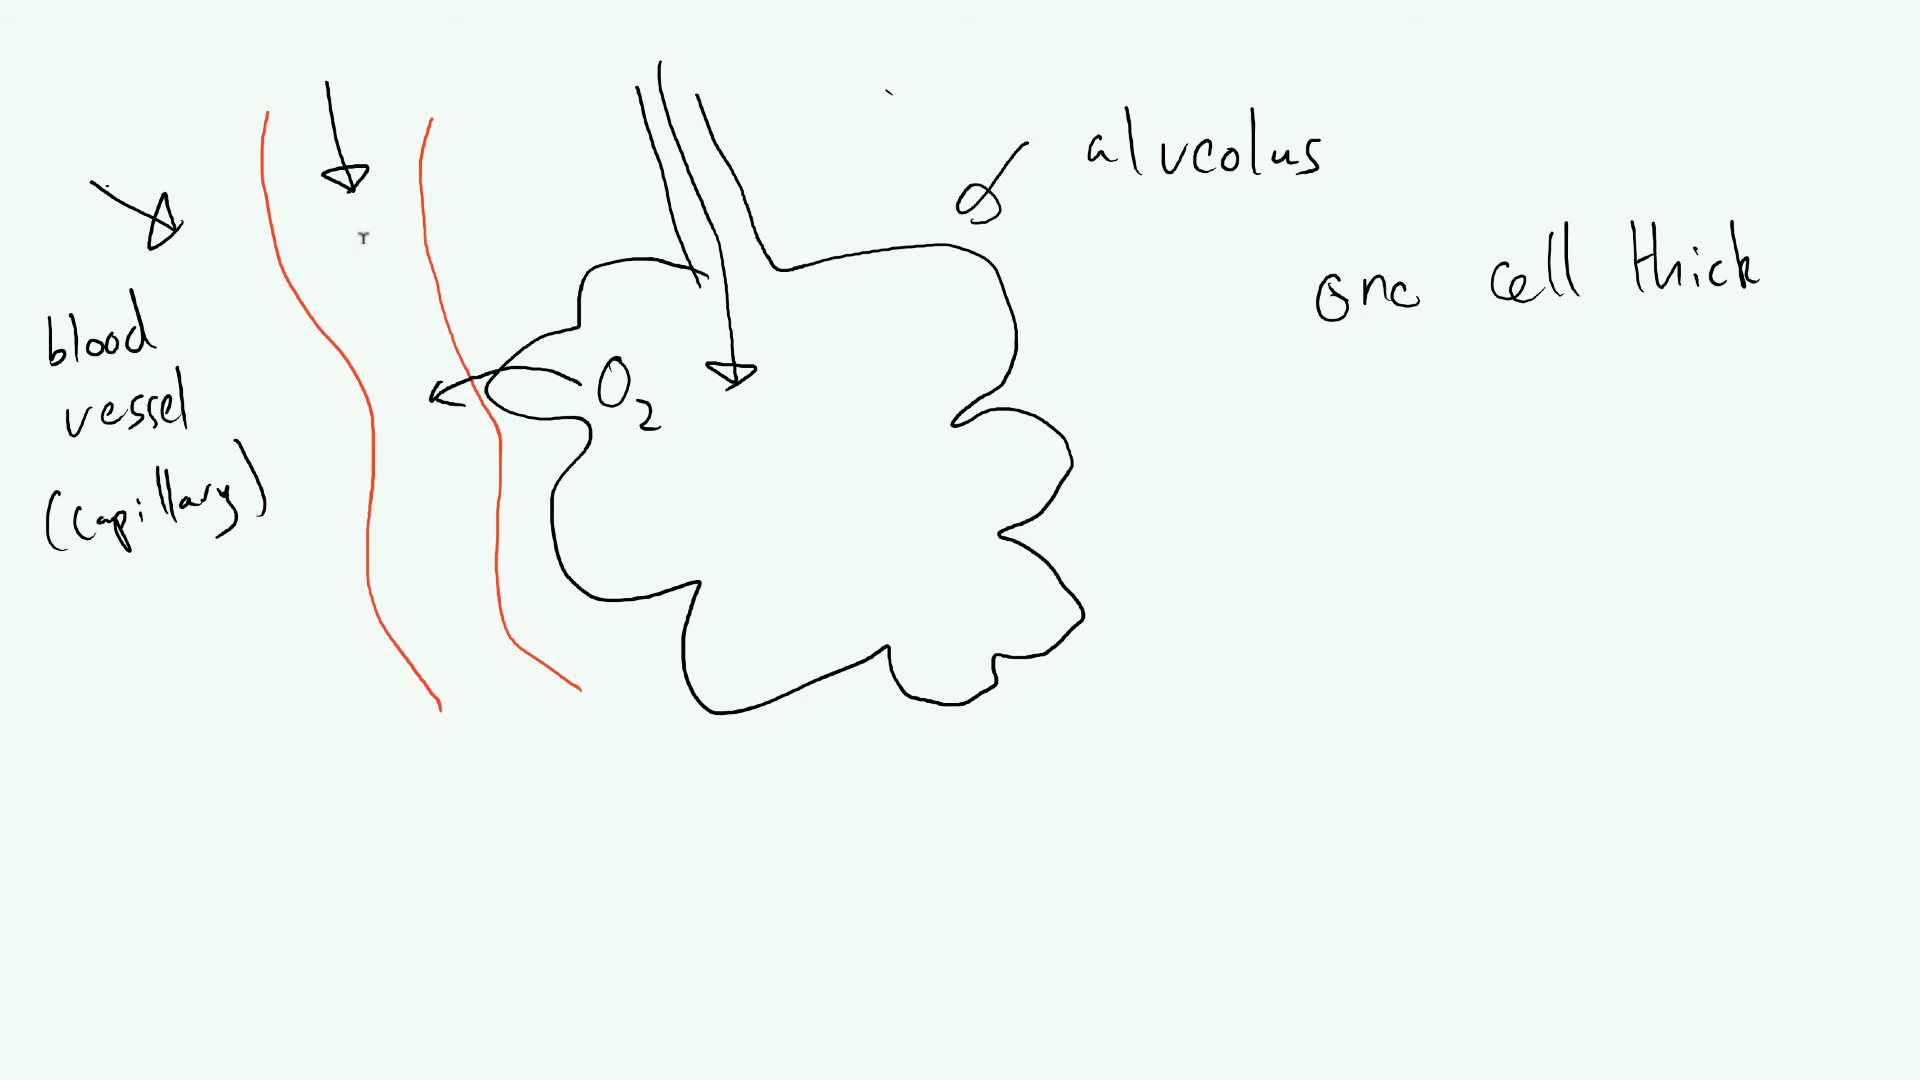 alveolus
one cell thick
O2
blood
vessel
(capillary)